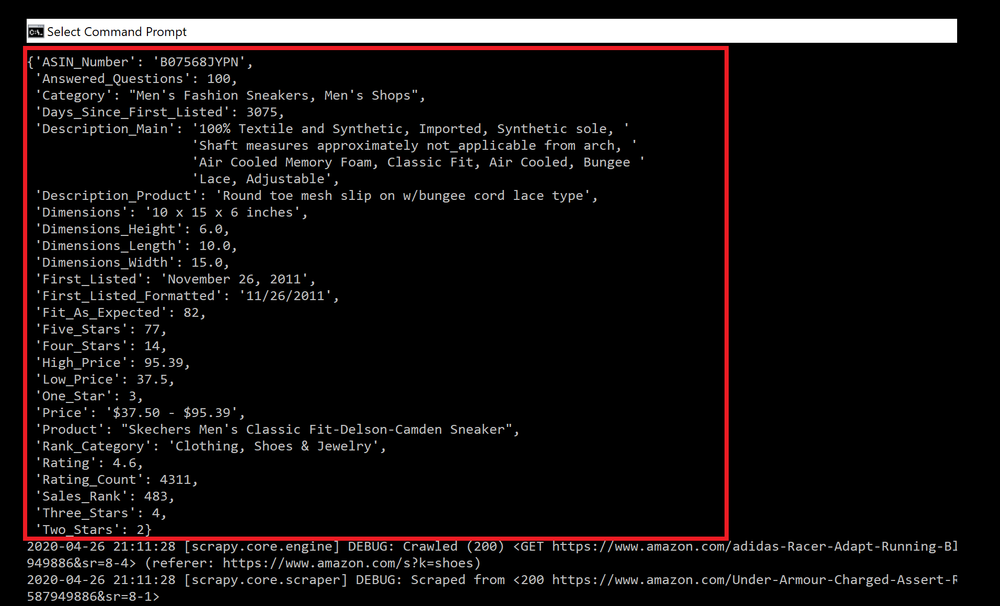 Select Command Prompt
{'ASIN_Number': 'B07568JYPN',
 'Answered_Questions': 100,
 'Category': "Men's Fashion Sneakers, Men's Shops",
 'Days_Since_First_Listed': 3075,
 'Description_Main': '100% Textile and Synthetic, Imported, Synthetic sole, '
                     'Shaft measures approximately not_applicable from arch, '
                     'Air Cooled Memory Foam, Classic Fit, Air Cooled, Bungee '
                     'Lace, Adjustable',
 'Description_Product': 'Round toe mesh slip on w/bungee cord lace type',
 'Dimensions': '10 x 15 x 6 inches',
 'Dimensions_Height': 6.0,
 'Dimensions_Length': 10.0,
 'Dimensions_Width': 15.0,
 'First_Listed': 'November 26, 2011',
 'First_Listed_Formatted': '11/26/2011',
 'Fit_As_Expected': 82,
 'Five_Stars': 77,
 'Four_Stars': 14,
 'High_Price': 95.39,
 'Low_Price': 37.5,
 'One_Star': 3,
 'Price': '$37.50 - $95.39',
 'Product': "Skechers Men's Classic Fit-Delson-Camden Sneaker",
 'Rank_Category': 'Clothing, Shoes & Jewelry',
 'Rating': 4.6,
 'Rating_Count': 4311,
 'Sales_Rank': 483,
 'Three_Stars': 4,
 'Two_Stars': 2}
2020-04-26 21:11:28 [scrapy.core.engine] DEBUG: Crawled (200) <GET https://www.amazon.com/adidas-Racer-Adapt-Running-Bl
949886&sr=8-4> (referer: https://www.amazon.com/s?k=shoes)
2020-04-26 21:11:28 [scrapy.core.scraper] DEBUG: Scraped from <200 https://www.amazon.com/Under-Armour-Charged-Assert-R
587949886&sr=8-1>